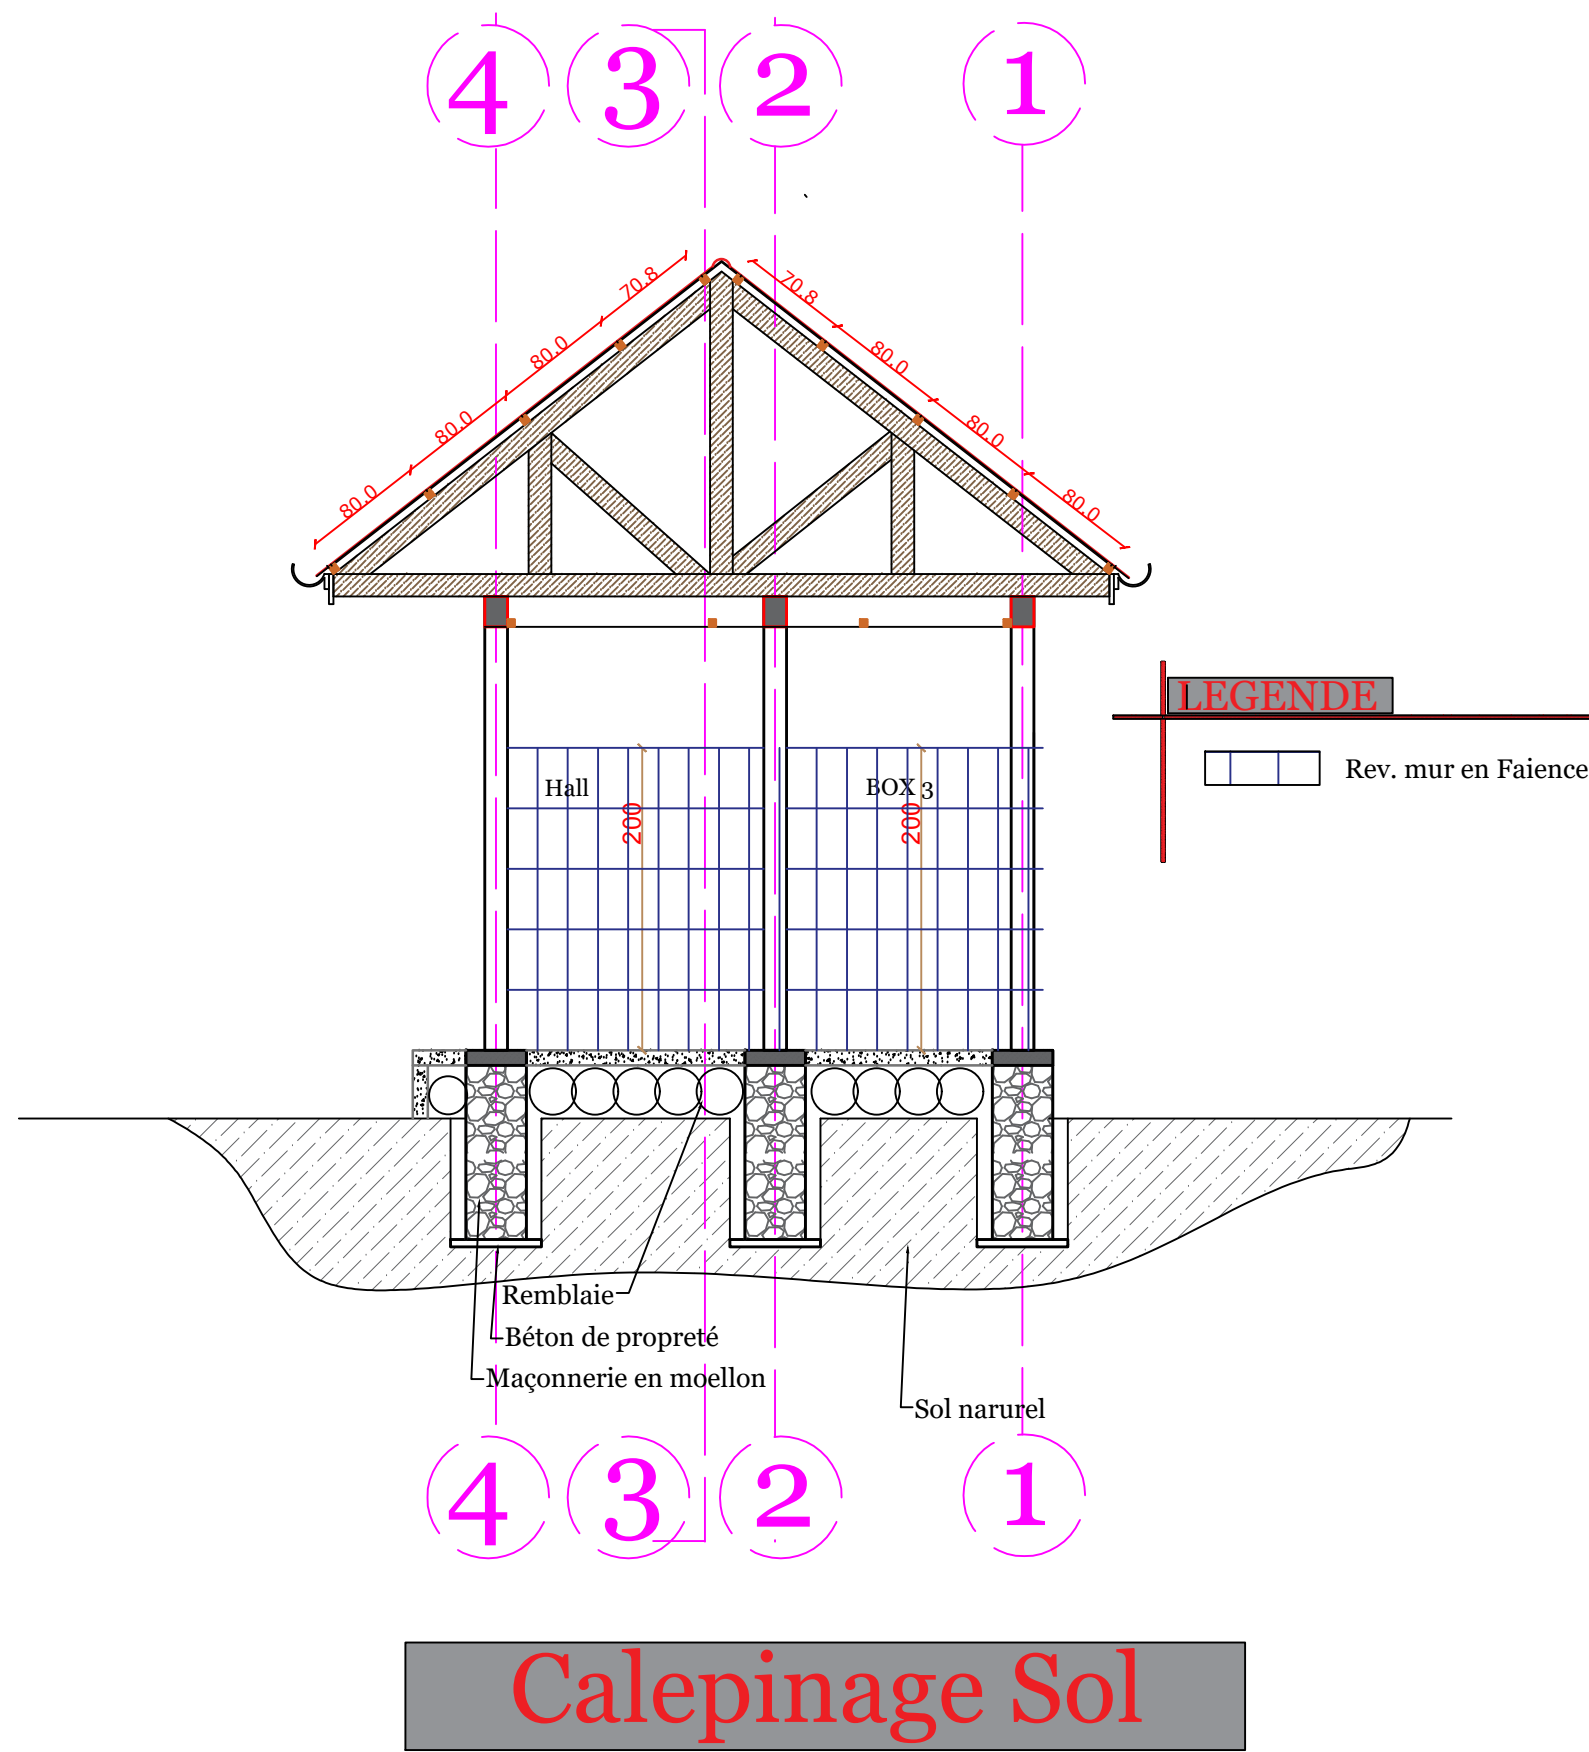 4 3 2 1
70.8 70.8
80.0 80.0
80.0 80.0
80.0 80.0
LEGENDE
Rev. mur en Faience
Hall
BOX 3
200 200
Remblaie
Béton de propreté
Maçonnerie en moellon
Sol narurel
4 3 2 1
Calepinage Sol